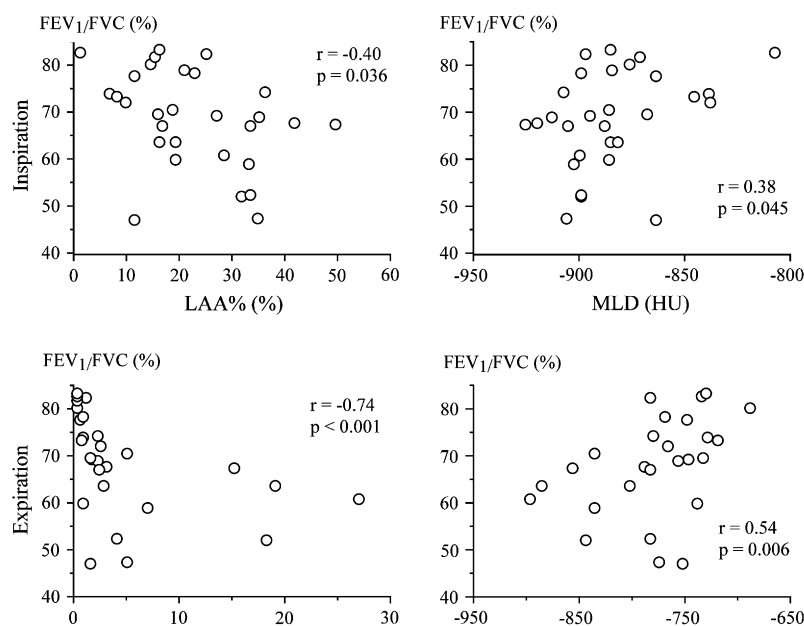 FEV1/FVC (%)
80
70
60
50
40
Inspiration
r = -0.40
p = 0.036
0 10 20 30 40 50 60
LAA% (%)
FEV1/FVC (%)
80
70
60
50
40
r = 0.38
p = 0.045
-950 -900 -850 -800
MLD (HU)
FEV1/FVC (%)
80
70
60
50
40
Expiration
r = -0.74
p < 0.001
0 10 20 30
FEV1/FVC (%)
80
70
60
50
40
r = 0.54
p = 0.006
-950 -850 -750 -650